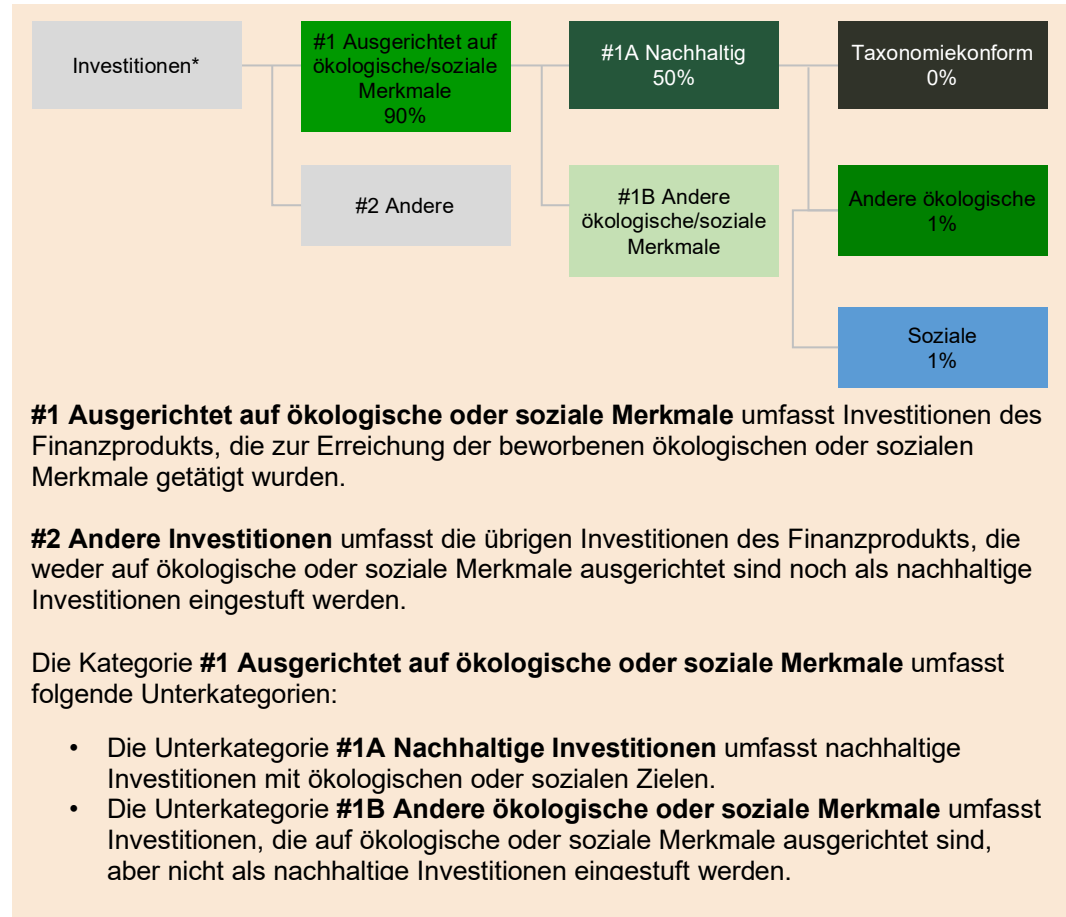 Investitionen*
#1 Ausgerichtet auf
ökologische/soziale
Merkmale
90%
#1A Nachhaltig
50%
Taxonomiekonform
0%
#2 Andere
#1B Andere
ökologische/soziale
Merkmale
Andere ökologische
1%
Soziale
1%
#1 Ausgerichtet auf ökologische oder soziale Merkmale umfasst Investitionen des
Finanzprodukts, die zur Erreichung der beworbenen ökologischen oder sozialen
Merkmale getätigt wurden.
#2 Andere Investitionen umfasst die übrigen Investitionen des Finanzprodukts, die
weder auf ökologische oder soziale Merkmale ausgerichtet sind noch als nachhaltige
Investitionen eingestuft werden.
Die Kategorie #1 Ausgerichtet auf ökologische oder soziale Merkmale umfasst
folgende Unterkategorien:
• Die Unterkategorie #1A Nachhaltige Investitionen umfasst nachhaltige
Investitionen mit ökologischen oder sozialen Zielen.
• Die Unterkategorie #1B Andere ökologische oder soziale Merkmale umfasst
Investitionen, die auf ökologische oder soziale Merkmale ausgerichtet sind,
aber nicht als nachhaltige Investitionen eingestuft werden.